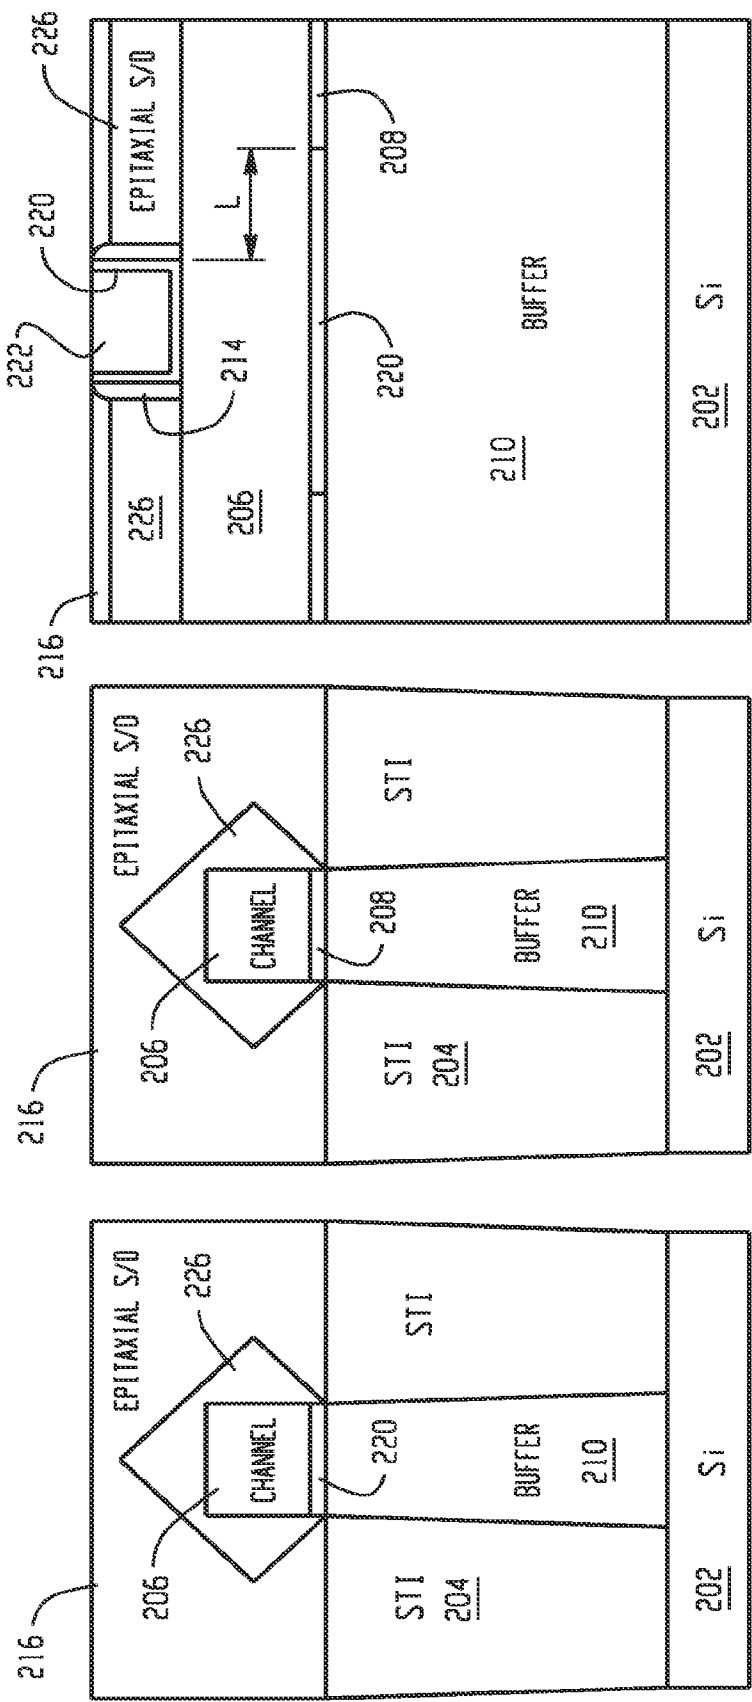 216
EPITAXIAL S/D
226
206
CHANNEL
220
STI
204
STI
BUFFER
210
202
Si
216
EPITAXIAL S/D
226
206
CHANNEL
208
STI
204
STI
BUFFER
210
202
Si
216
222
220
226
EPITAXIAL S/D
226
214
206
L
220
208
BUFFER
210
202
Si